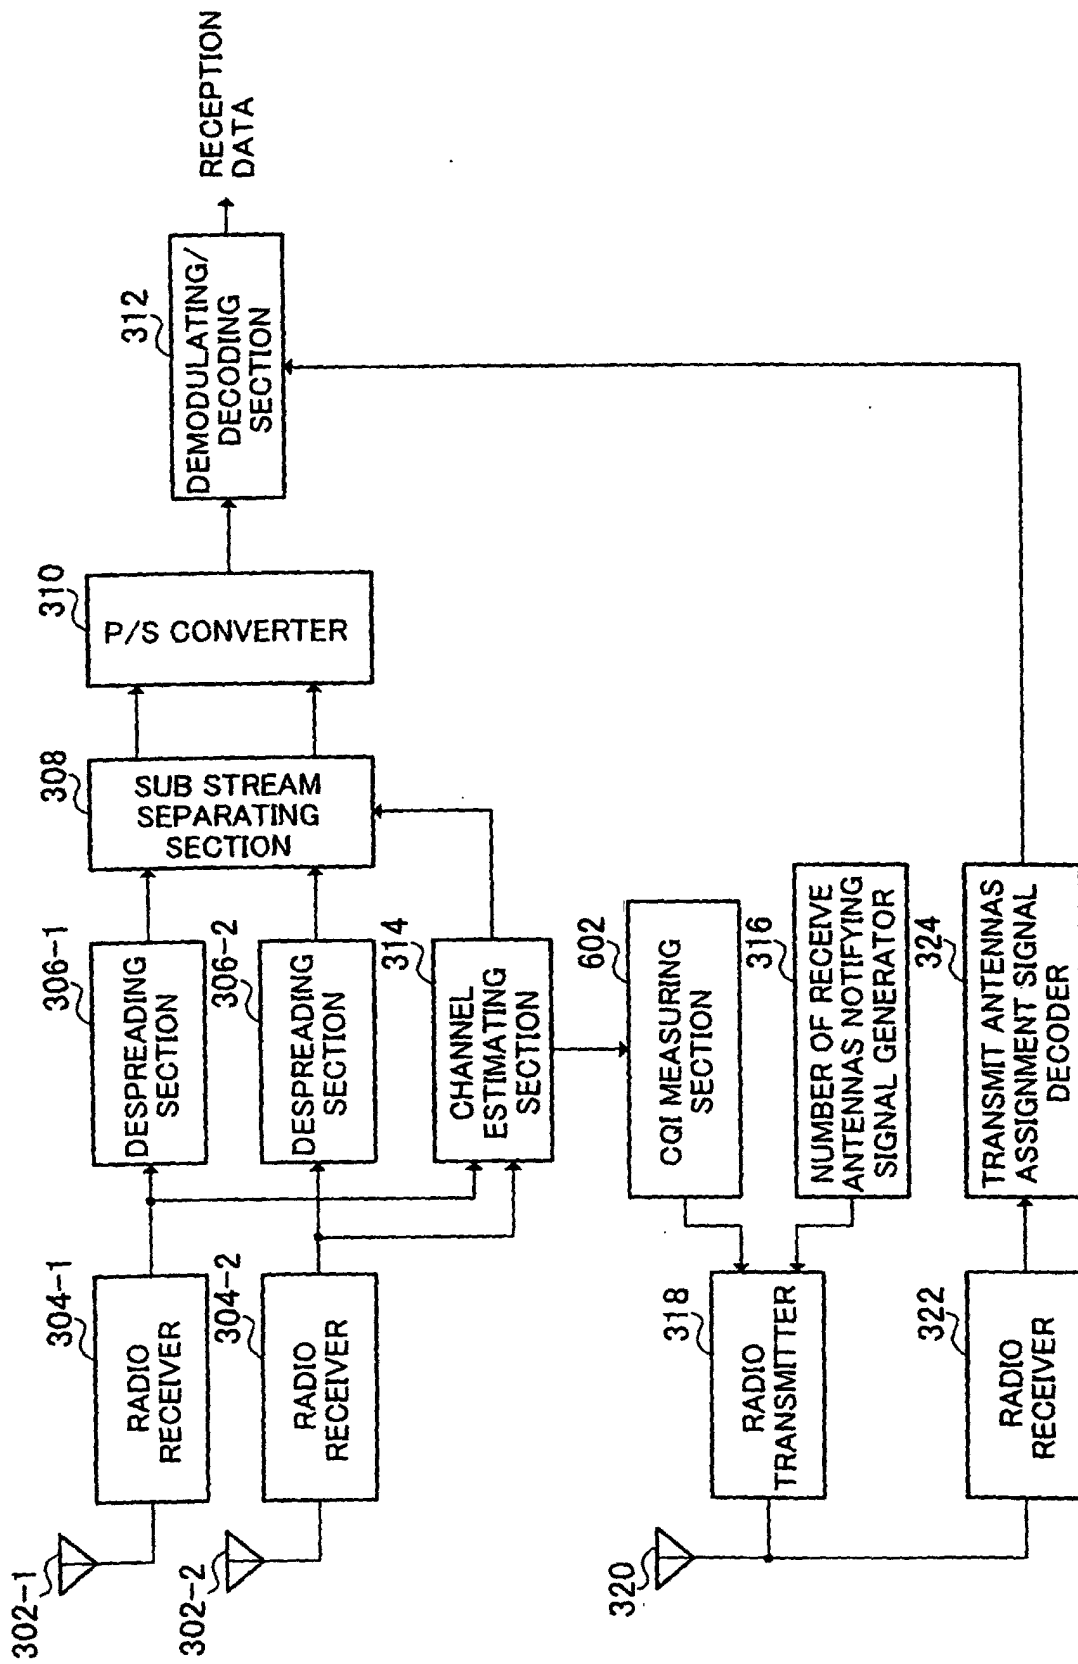 302-1
304-1
RADIO
RECEIVER
306-1
DESPREADING
SECTION
308
SUB STREAM
SEPARATING
SECTION
310
P/S CONVERTER
312
DEMODULATING/
DECODING
SECTION
RECEPTION
DATA
302-2
304-2
RADIO
RECEIVER
306-2
DESPREADING
SECTION
314
CHANNEL
ESTIMATING
SECTION
602
CQI MEASURING
SECTION
320
318
RADIO
TRANSMITTER
316
NUMBER OF RECEIVE
ANTENNAS NOTIFYING
SIGNAL GENERATOR
322
RADIO
RECEIVER
324
TRANSMIT ANTENNAS
ASSIGNMENT SIGNAL
DECODER